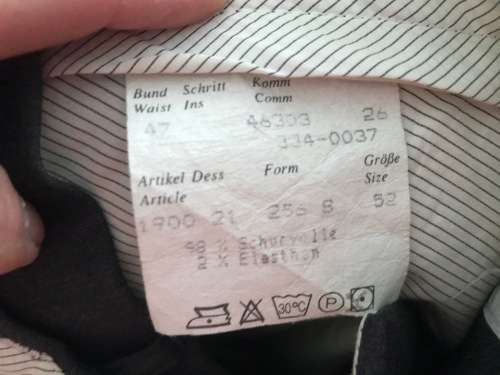 Bund Schritt Komm
Waist Ins Comm
47 46303 26
334-0037
Artikel Dess Form Größe
Article Size
1900 21 256 S 52
98 % Schurwolle
2 % Elasthan
30°C P